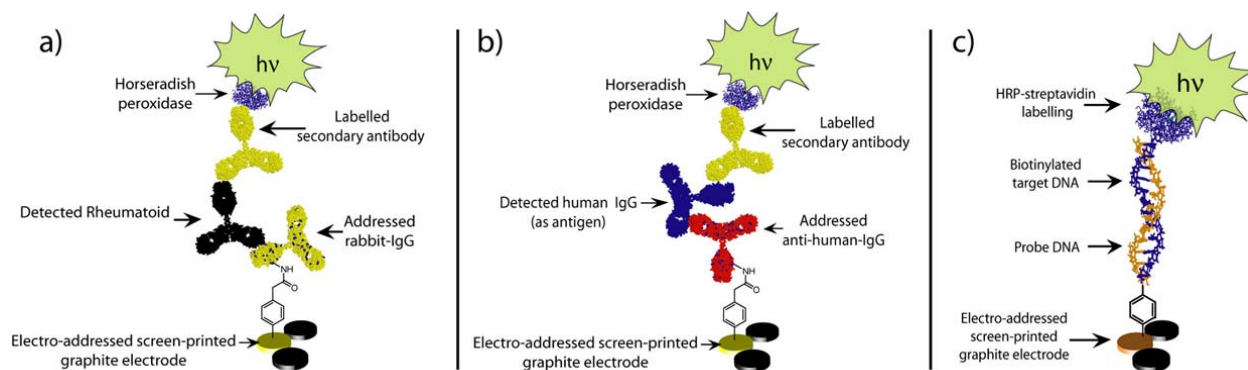 a)
hν
Horseradish
peroxidase
Labelled
secondary antibody
Detected Rheumatoid
Addressed
rabbit-IgG
NH
O
Electro-addressed screen-printed
graphite electrode
b)
hν
Horseradish
peroxidase
Labelled
secondary antibody
Detected human IgG
(as antigen)
Addressed
anti-human-IgG
NH
O
Electro-addressed screen-printed
graphite electrode
c)
hν
HRP-streptavidin
labelling
Biotinylated
target DNA
Probe DNA
Electro-addressed
screen-printed
graphite electrode